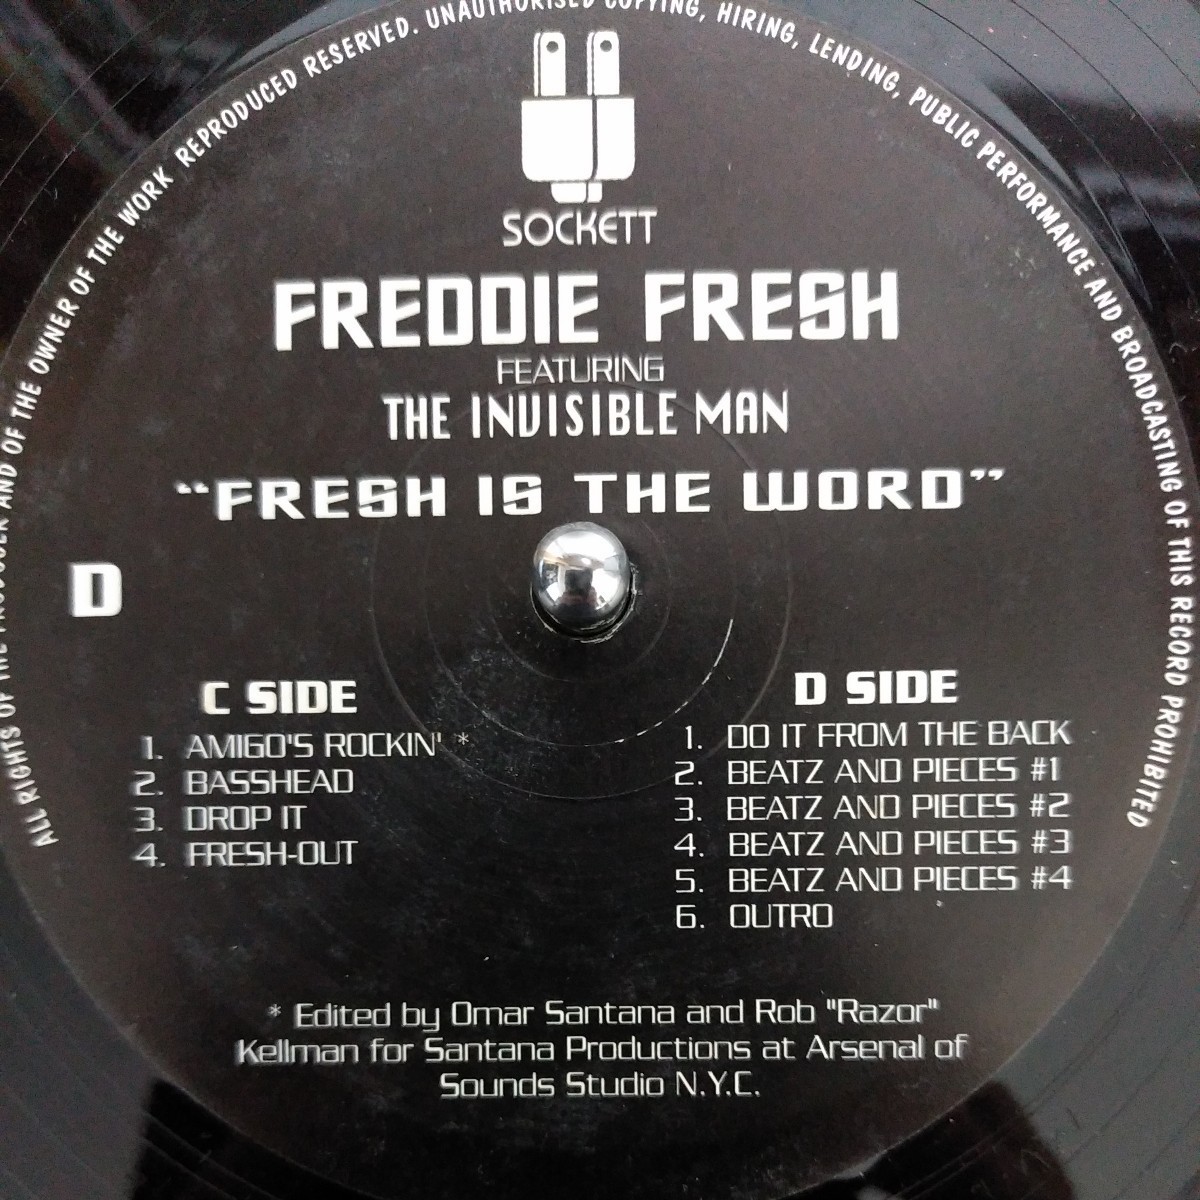 ALL RIGHTS OF THE PRODUCER AND OF THE OWNER OF THE WORK REPRODUCED RESERVED. UNAUTHORISED COPYING, HIRING, LENDING, PUBLIC PERFORMANCE AND BROADCASTING OF THIS RECORD PROHIBITED
SOCKETT
FREDDIE FRESH
FEATURING
THE INVISIBLE MAN
“FRESH IS THE WORD”
D
C SIDE
1. AMIGO'S ROCKIN' *
2. BASSHEAD
3. DROP IT
4. FRESH-OUT
D SIDE
1. DO IT FROM THE BACK
2. BEATZ AND PIECES #1
3. BEATZ AND PIECES #2
4. BEATZ AND PIECES #3
5. BEATZ AND PIECES #4
6. OUTRO
* Edited by Omar Santana and Rob "Razor"
Kellman for Santana Productions at Arsenal of
Sounds Studio N.Y.C.